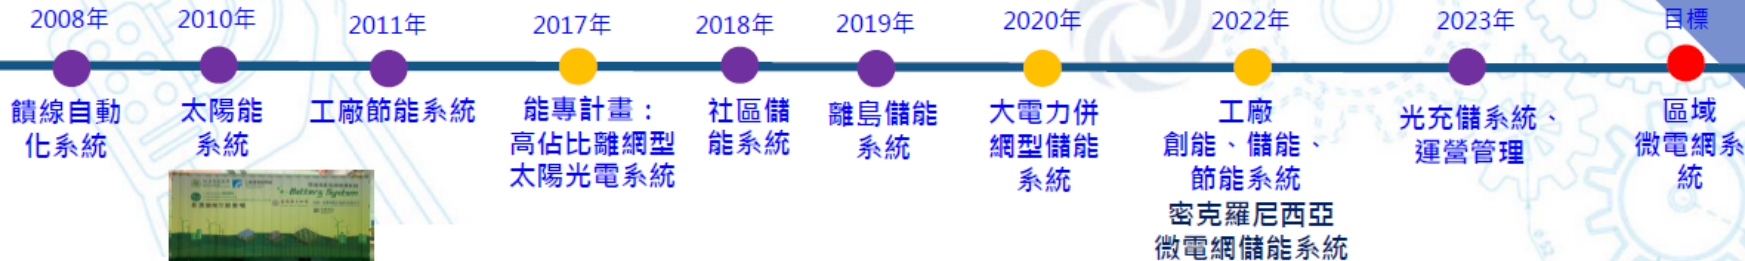 2008年
2010年
2011年
2017年
2018年
2019年
2020年
2022年
2023年
目標
饋線自動
化系統
太陽能
系統
工廠節能系統
能專計畫：
高佔比離網型
太陽光電系統
社區儲
能系統
離島儲能
系統
大電力併
網型儲能
系統
工廠
創能、儲能、
節能系統
密克羅尼西亞
微電網儲能系統
光充儲系統、
運營管理
區域
微電網系
統
Battery System